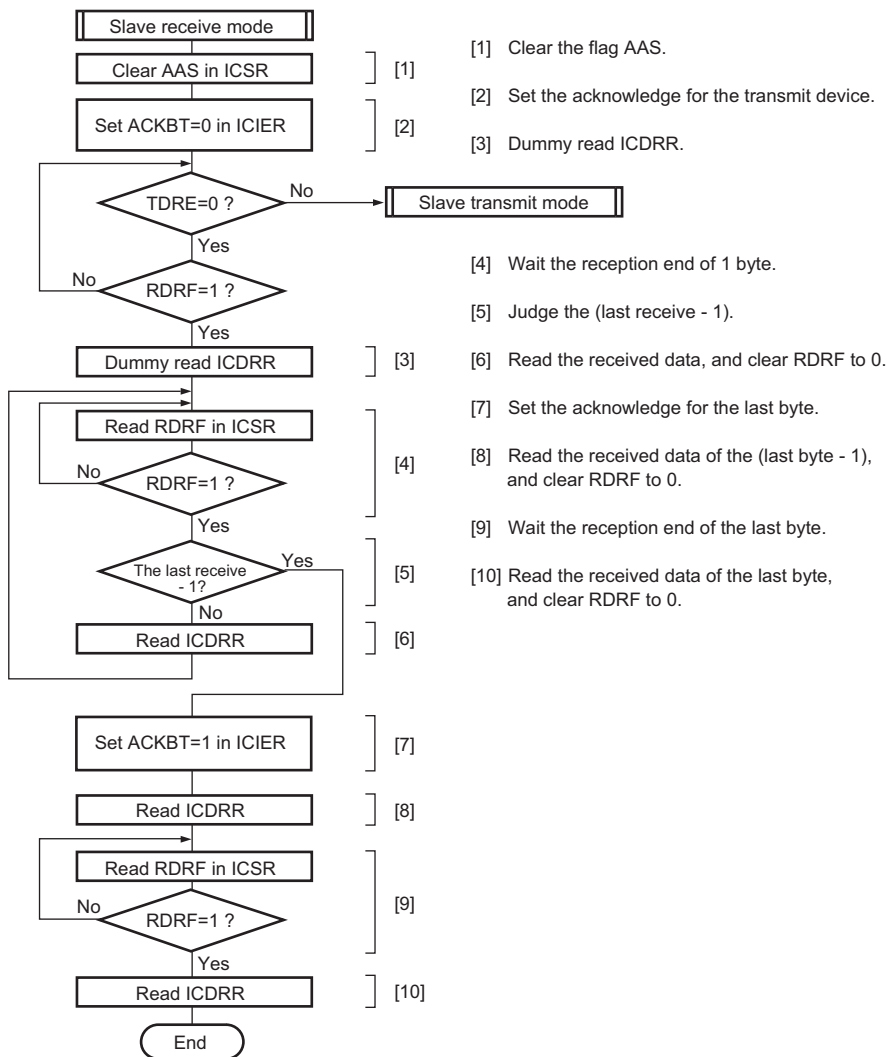 Slave receive mode
Clear AAS in ICSR
[1]
Set ACKBT=0 in ICIER
[2]
TDRE=0 ?
No
Slave transmit mode
Yes
No
RDRF=1 ?
Yes
Dummy read ICDRR
[3]
Read RDRF in ICSR
[4]
No
RDRF=1 ?
Yes
The last receive
- 1?
Yes
[5]
No
Read ICDRR
[6]
Set ACKBT=1 in ICIER
[7]
Read ICDRR
[8]
Read RDRF in ICSR
[9]
No
RDRF=1 ?
Yes
Read ICDRR
[10]
End
[1] Clear the flag AAS.
[2] Set the acknowledge for the transmit device.
[3] Dummy read ICDRR.
[4] Wait the reception end of 1 byte.
[5] Judge the (last receive - 1).
[6] Read the received data, and clear RDRF to 0.
[7] Set the acknowledge for the last byte.
[8] Read the received data of the (last byte - 1),
and clear RDRF to 0.
[9] Wait the reception end of the last byte.
[10] Read the received data of the last byte,
and clear RDRF to 0.